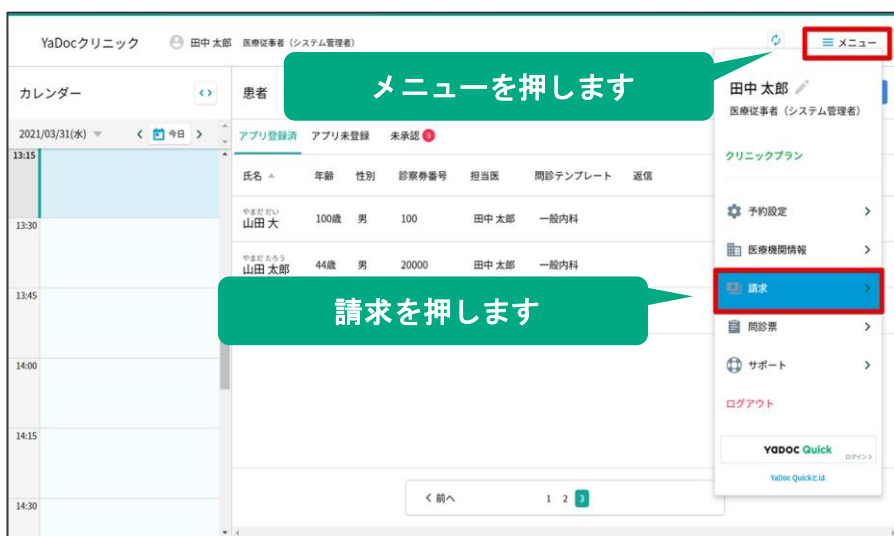 YaDocクリニック 田中 太郎 医療従事者（システム管理者） メニュー
メニューを押します
カレンダー 患者
2021/03/31(水) 今日
アプリ登録済 アプリ未登録 未承認 3
氏名 年齢 性別 診察券番号 担当医 問診テンプレート 返信
やまだ だい
山田 大 100歳 男 100 田中 太郎 一般内科
やまだ たろう
山田 太郎 44歳 男 20000 田中 太郎 一般内科
請求を押します
13:15
13:30
13:45
14:00
14:15
14:30
く 前へ 1 2 3
田中 太郎
医療従事者（システム管理者）
クリニックプラン
予約設定
医療機関情報
請求
問診票
サポート
ログアウト
YaDoc Quick
ログイン >
YaDoc Quickとは